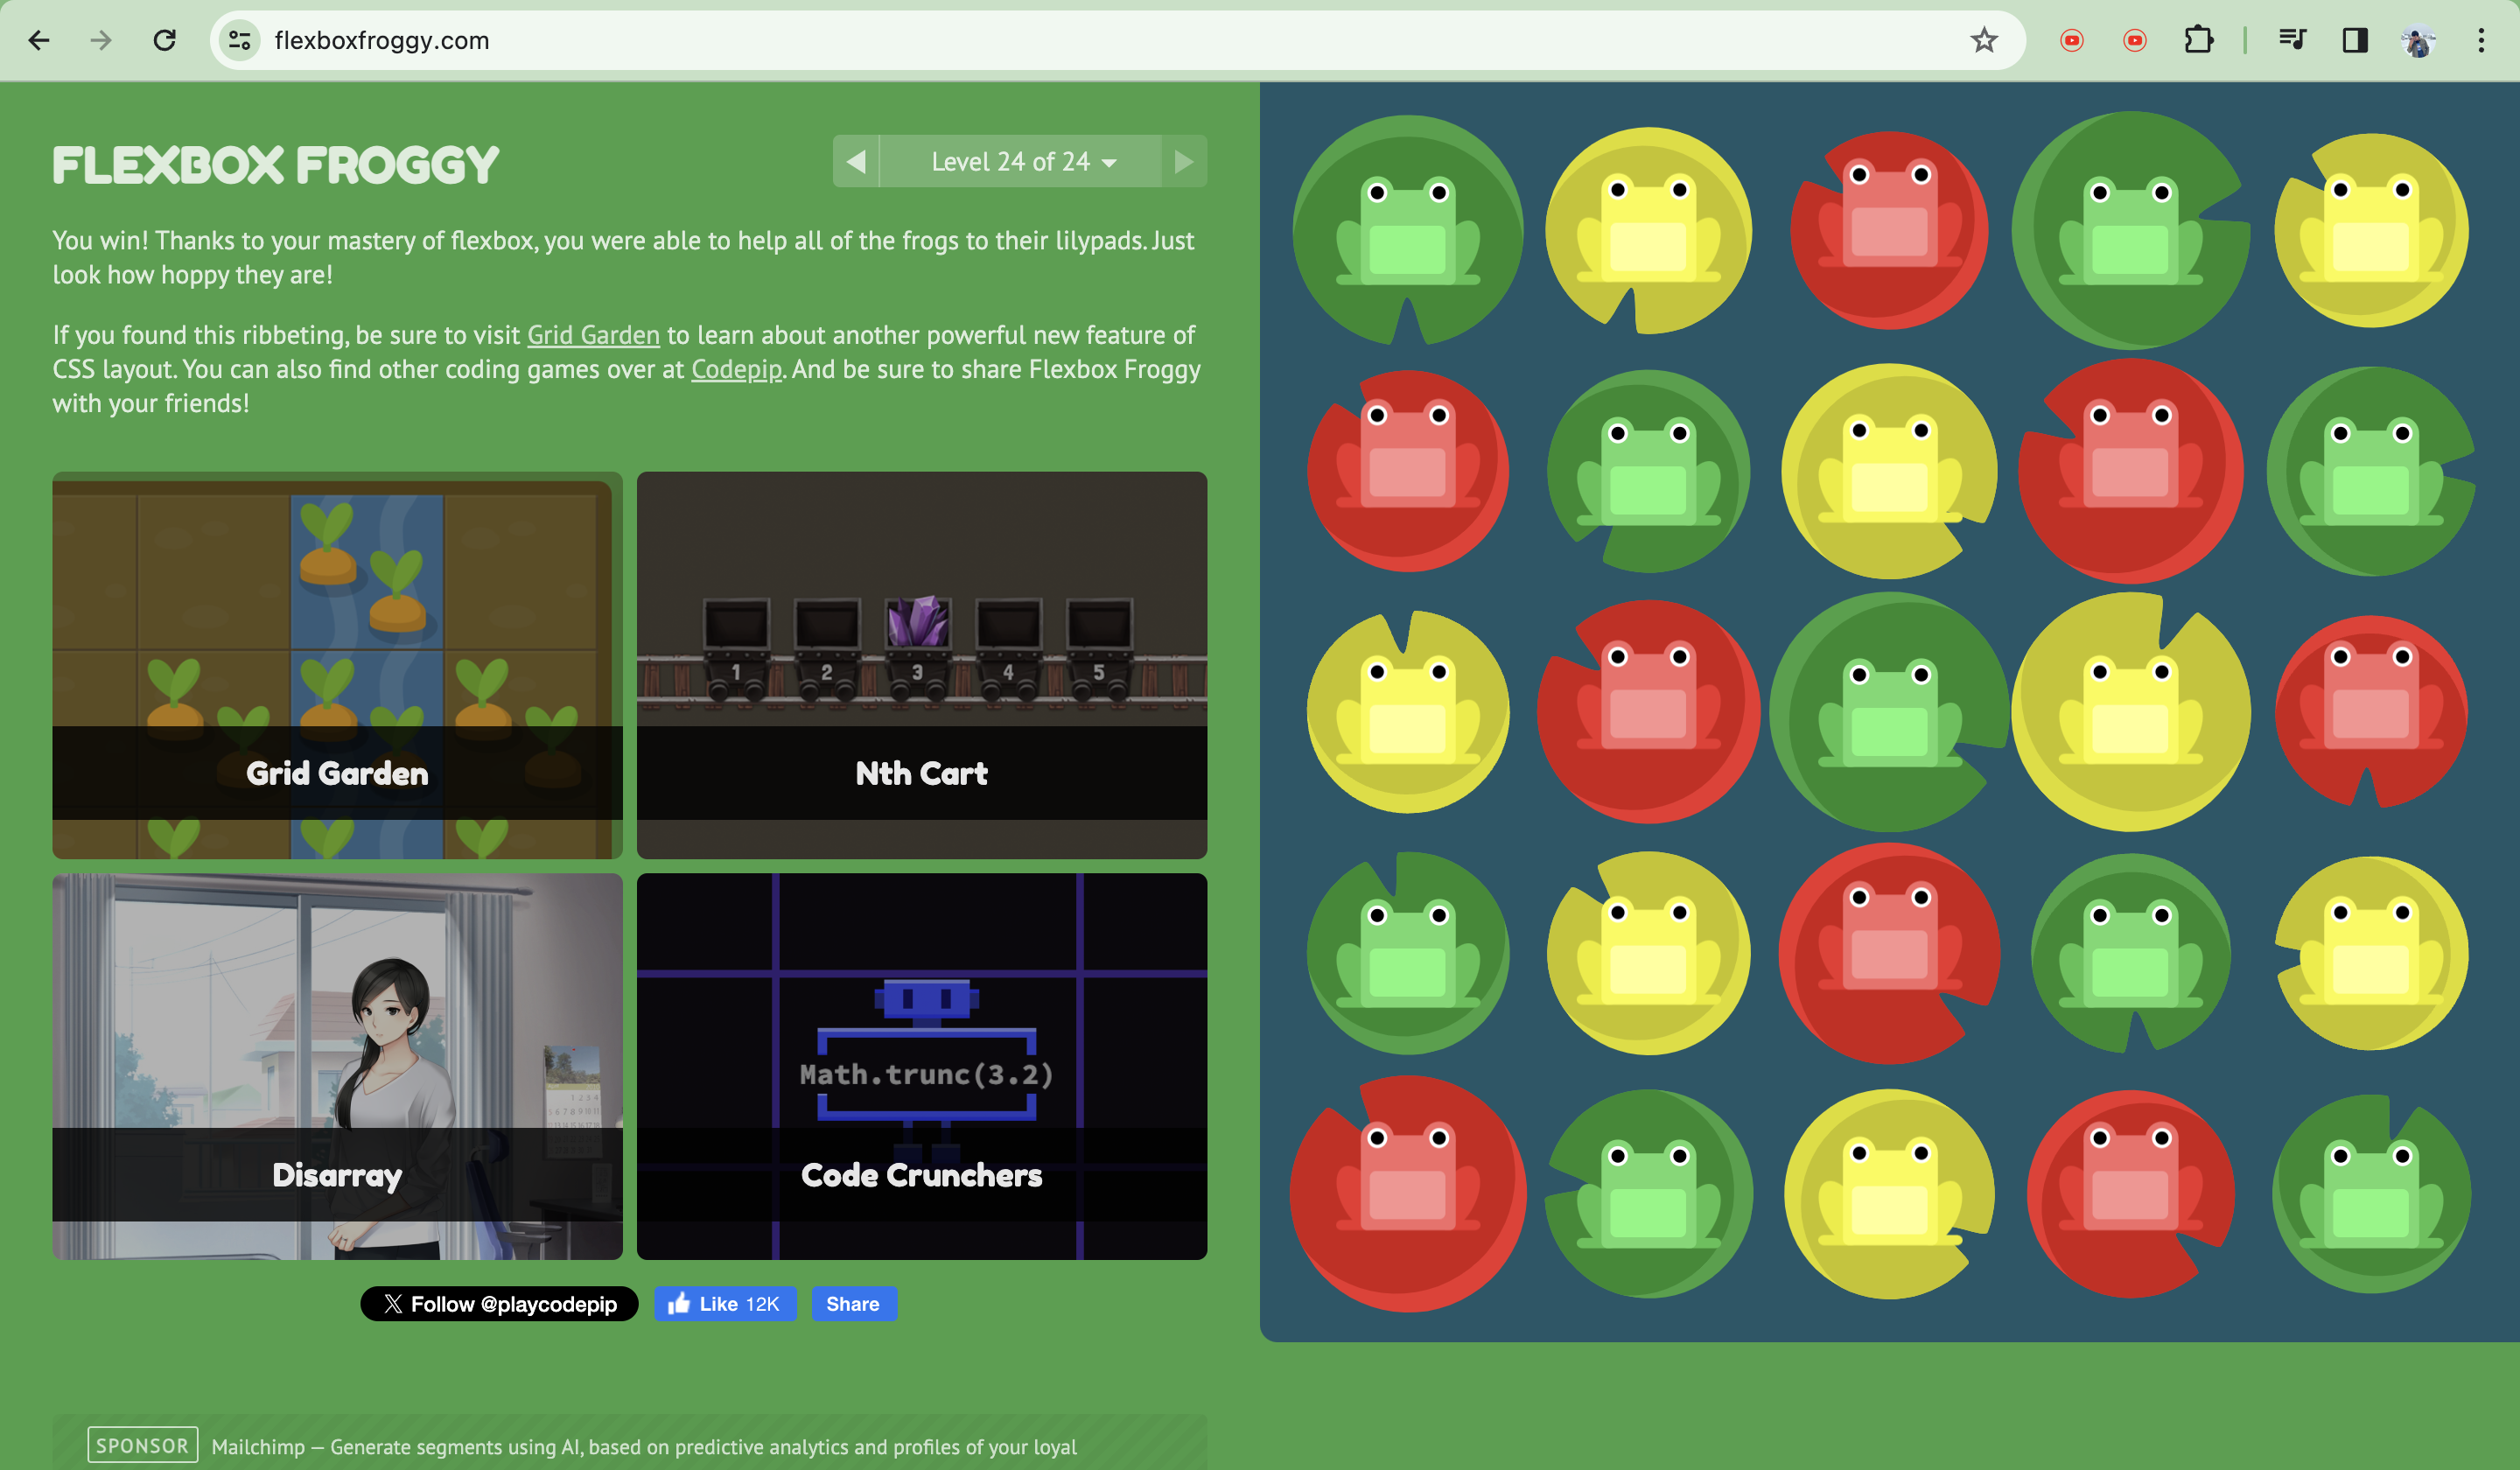 flexboxfroggy.com
FLEXBOX FROGGY
Level 24 of 24
You win! Thanks to your mastery of flexbox, you were able to help all of the frogs to their lilypads. Just
look how hoppy they are!
If you found this ribbeting, be sure to visit Grid Garden to learn about another powerful new feature of
CSS layout. You can also find other coding games over at Codepip. And be sure to share Flexbox Froggy
with your friends!
1 2 3 4 5
Grid Garden
Nth Cart
Math.trunc(3.2)
Disarray
Code Crunchers
Follow @playcodepip
Like 12K
Share
SPONSOR Mailchimp — Generate segments using AI, based on predictive analytics and profiles of your loyal